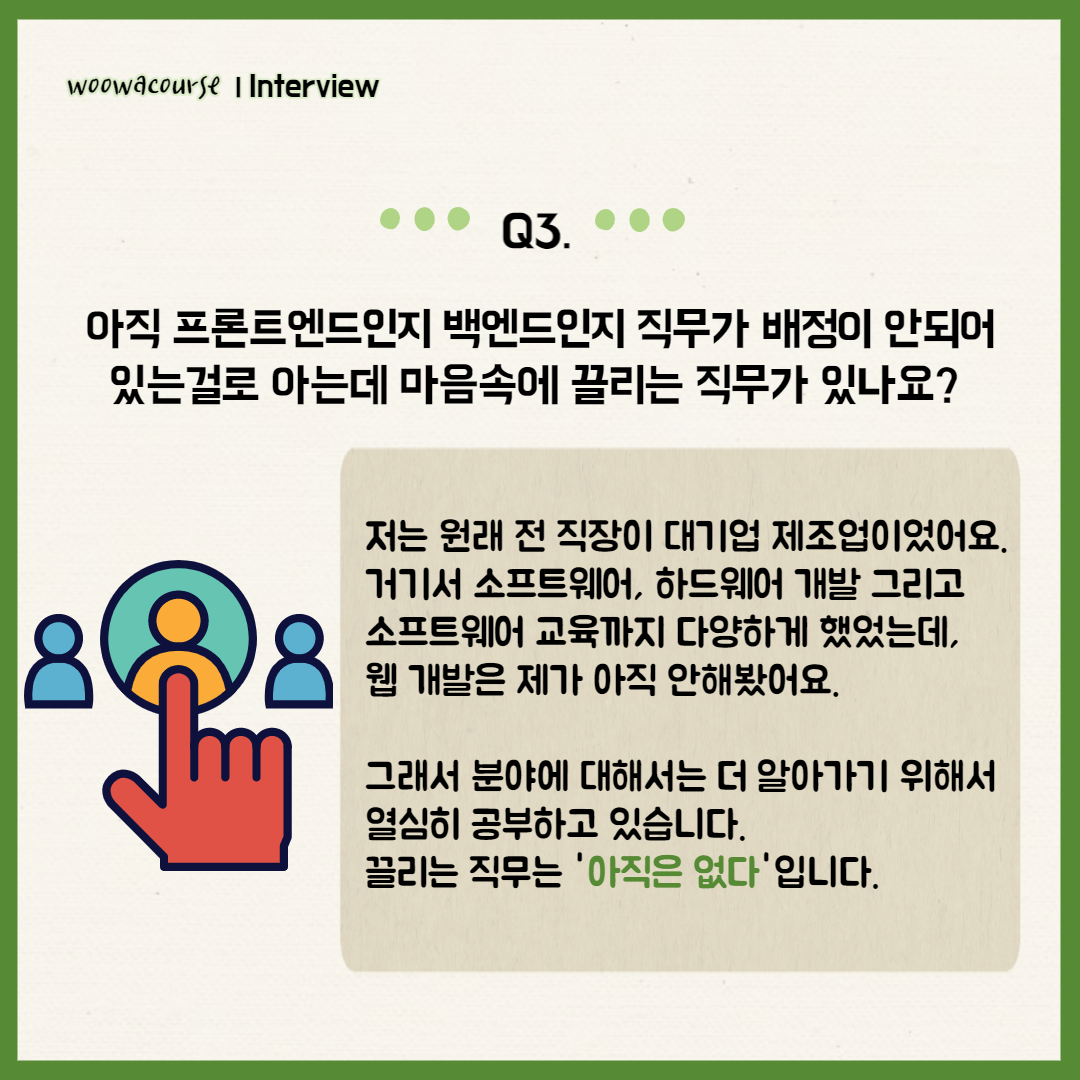 woowacourse | Interview
Q3.
아직 프론트엔드인지 백엔드인지 직무가 배정이 안되어
있는걸로 아는데 마음속에 끌리는 직무가 있나요?
저는 원래 전 직장이 대기업 제조업이었어요.
거기서 소프트웨어, 하드웨어 개발 그리고
소프트웨어 교육까지 다양하게 했었는데,
웹 개발은 제가 아직 안해봤어요.
그래서 분야에 대해서는 더 알아가기 위해서
열심히 공부하고 있습니다.
끌리는 직무는 '아직은 없다'입니다.